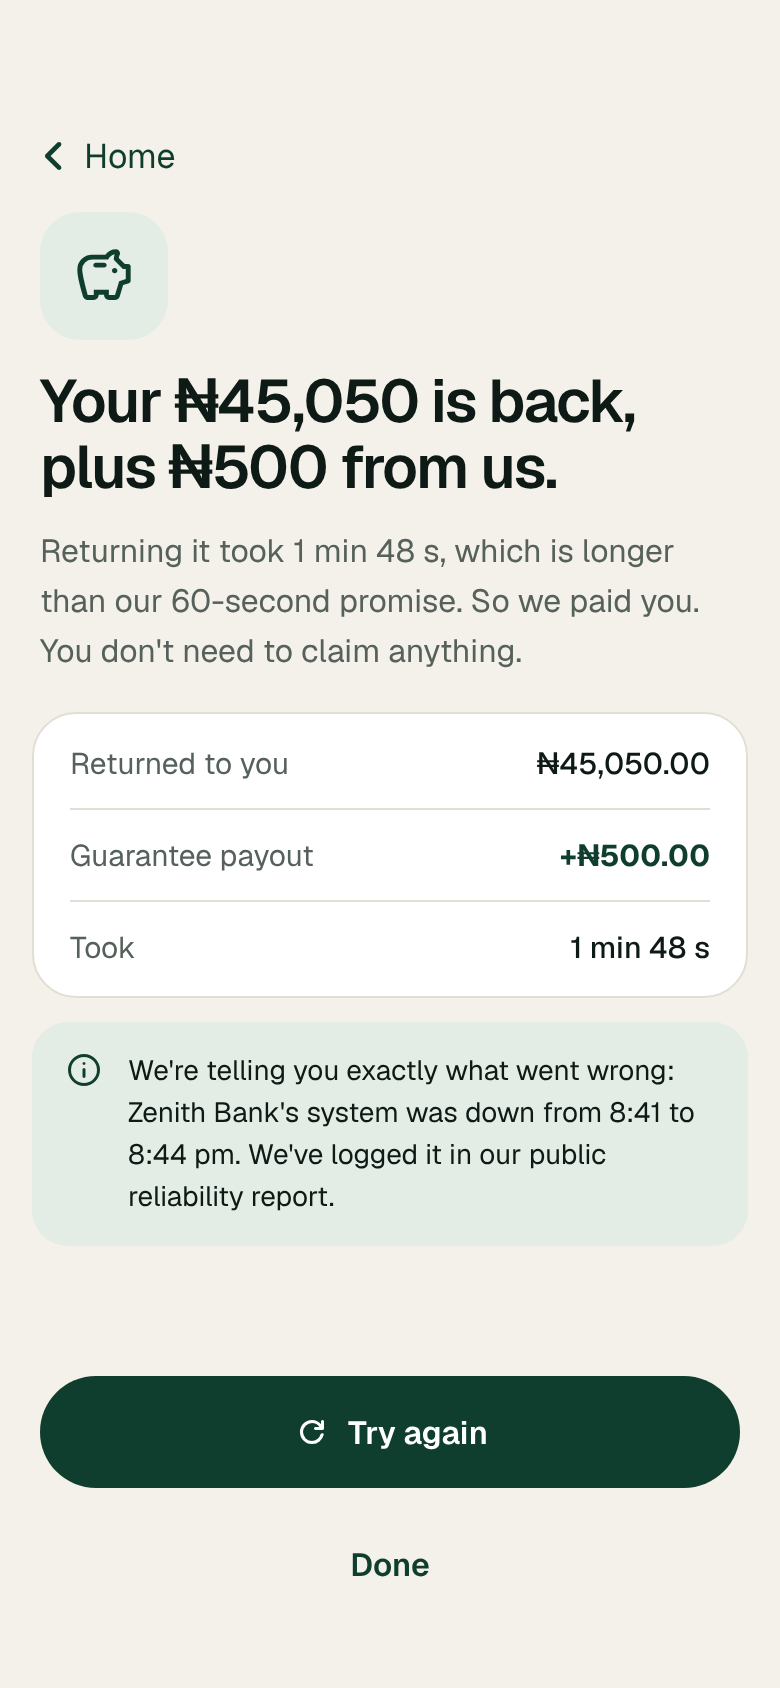 Home
Your ₦45,050 is back,
plus ₦500 from us.
Returning it took 1 min 48 s, which is longer
than our 60-second promise. So we paid you.
You don't need to claim anything.
Returned to you ₦45,050.00
Guarantee payout +₦500.00
Took 1 min 48 s
We're telling you exactly what went wrong:
Zenith Bank's system was down from 8:41 to
8:44 pm. We've logged it in our public
reliability report.
Try again
Done